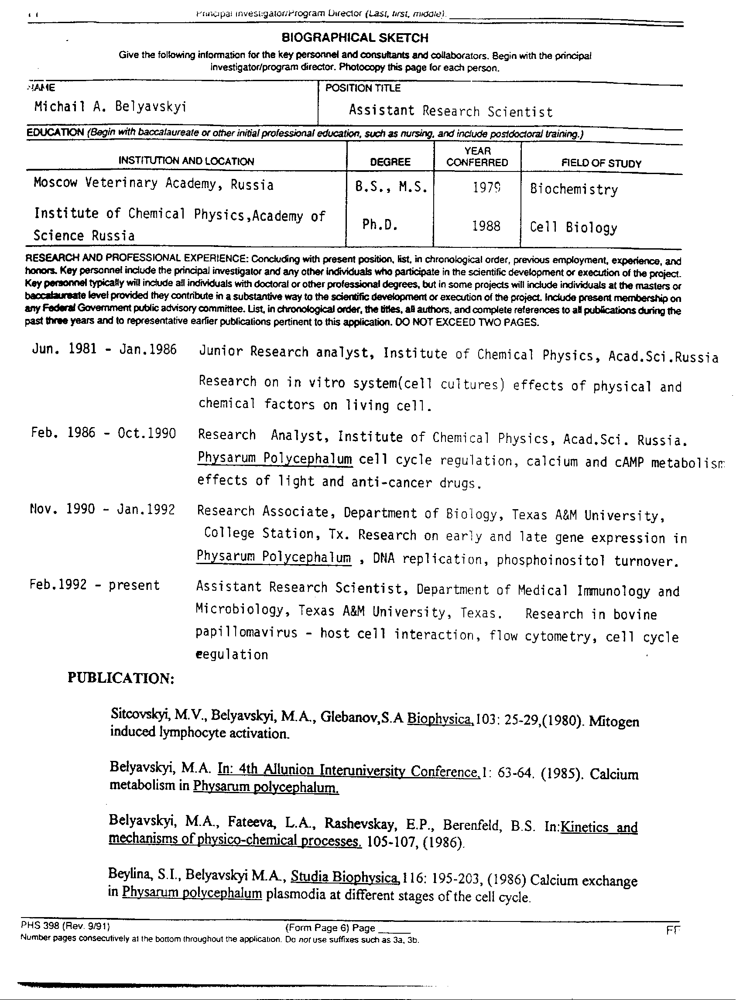 Principal Investigator/Program Director (Last, first, middle):
BIOGRAPHICAL SKETCH
Give the following information for the key personnel and consultants and collaborators. Begin with the principal
investigator/program director. Photocopy this page for each person.
NAME
POSITION TITLE
Michail A. Belyavskyi
Assistant Research Scientist
EDUCATION (Begin with baccalaureate or other initial professional education, such as nursing, and include postdoctoral training.)
INSTITUTION AND LOCATION
DEGREE
YEAR CONFERRED
FIELD OF STUDY
Moscow Veterinary Academy, Russia
B.S., M.S.
1979
Biochemistry
Institute of Chemical Physics,Academy of
Science Russia
Ph.D.
1988
Cell Biology
RESEARCH AND PROFESSIONAL EXPERIENCE: Concluding with present position, list, in chronological order, previous employment, experience, and
honors. Key personnel include the principal investigator and any other individuals who participate in the scientific development or execution of the project.
Key personnel typically will include all individuals with doctoral or other professional degrees, but in some projects will include individuals at the masters or
baccalaureate level provided they contribute in a substantive way to the scientific development or execution of the project. Include present membership on
any Federal Government public advisory committee. List, in chronological order, the titles, all authors, and complete references to all publications during the
past three years and to representative earlier publications pertinent to this application. DO NOT EXCEED TWO PAGES.
Jun. 1981 - Jan.1986 Junior Research analyst, Institute of Chemical Physics, Acad.Sci.Russia
Research on in vitro system(cell cultures) effects of physical and
chemical factors on living cell.
Feb. 1986 - Oct.1990 Research Analyst, Institute of Chemical Physics, Acad.Sci. Russia.
Physarum Polycephalum cell cycle regulation, calcium and cAMP metabolism
effects of light and anti-cancer drugs.
Nov. 1990 - Jan.1992 Research Associate, Department of Biology, Texas A&M University,
College Station, Tx. Research on early and late gene expression in
Physarum Polycephalum , DNA replication, phosphoinositol turnover.
Feb.1992 - present Assistant Research Scientist, Department of Medical Immunology and
Microbiology, Texas A&M University, Texas. Research in bovine
papillomavirus - host cell interaction, flow cytometry, cell cycle
eegulation
PUBLICATION:
Sitcovskyi, M.V., Belyavskyi, M.A., Glebanov,S.A Biophysica,103: 25-29,(1980). Mitogen
induced lymphocyte activation.
Belyavskyi, M.A. In: 4th Allunion Interuniversity Conference,1: 63-64. (1985). Calcium
metabolism in Physarum polycephalum.
Belyavskyi, M.A., Fateeva, L.A., Rashevskay, E.P., Berenfeld, B.S. In:Kinetics and
mechanisms of physico-chemical processes. 105-107, (1986).
Beylina, S.I., Belyavskyi M.A., Studia Biophysica,116: 195-203, (1986) Calcium exchange
in Physarum polycephalum plasmodia at different stages of the cell cycle.
PHS 398 (Rev. 9/91)
(Form Page 6) Page
FF
Number pages consecutively at the bottom throughout the application. Do not use suffixes such as 3a, 3b.